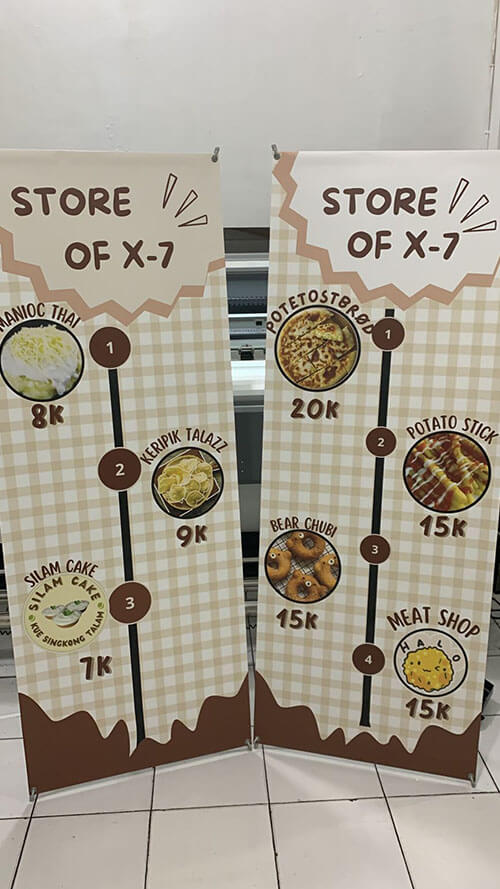 STORE
OF X-7
MANIOC THAI
1
8K
2
KERIPIK TALAZZ
9K
SILAM CAKE
SILAM CAKE
KUE SINGKONG TALAM
3
7K
STORE
OF X-7
POTETOSTBRØD
1
20K
2
POTATO STICK
15K
BEAR CHUBI
3
15K
MEAT SHOP
4
HALO
15K